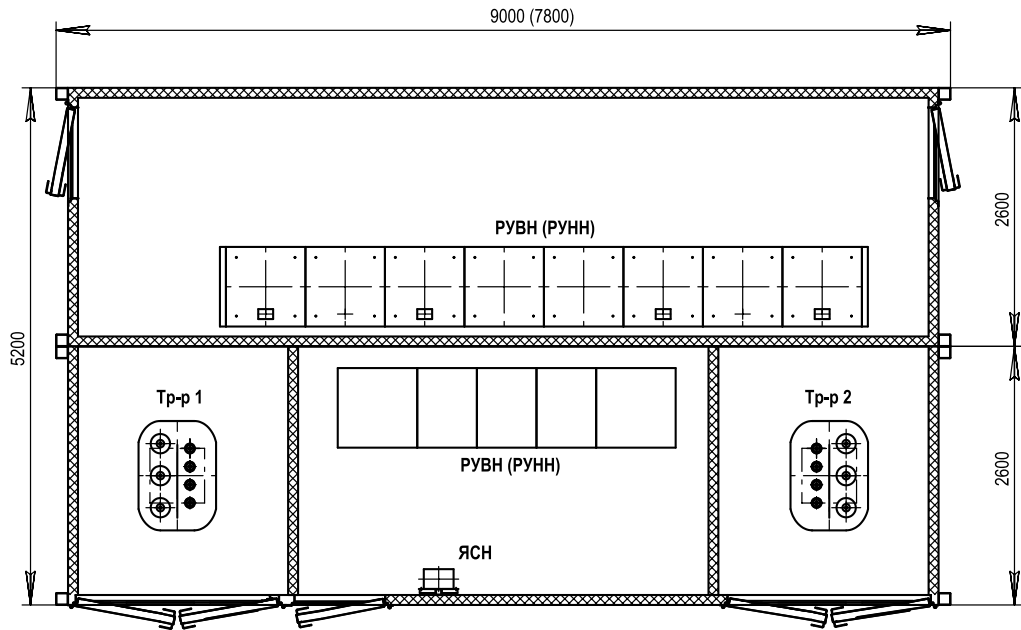 9000 (7800)
5200
2600
РУВН (РУНН)
Тр-р 1
Тр-р 2
РУВН (РУНН)
2600
ЯСН